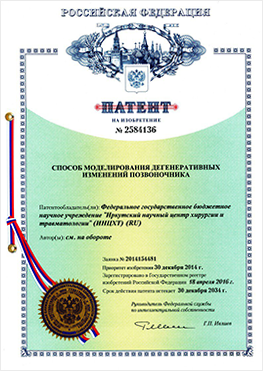 РОССИЙСКАЯ ФЕДЕРАЦИЯ
ПАТЕНТ
НА ИЗОБРЕТЕНИЕ
№ 2584136
СПОСОБ МОДЕЛИРОВАНИЯ ДЕГЕНЕРАТИВНЫХ
ИЗМЕНЕНИЙ ПОЗВОНОЧНИКА
Патентообладатель(ли): Федеральное государственное бюджетное
научное учреждение "Иркутский научный центр хирургии и
травматологии" (ИНЦХТ) (RU)
Автор(ы): см. на обороте
Заявка № 2014154481
Приоритет изобретения 30 декабря 2014 г.
Зарегистрировано в Государственном реестре
изобретений Российской Федерации 18 апреля 2016 г.
Срок действия патента истекает 30 декабря 2034 г.
Руководитель Федеральной службы
по интеллектуальной собственности
Г.П. Ивлиев